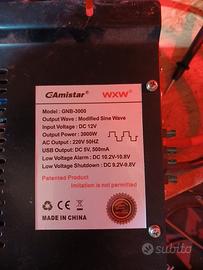 GAmistar® WXW®
Model: GNB-3000
Output Wave : Modified Sine Wave
Input Voltage : DC 12V
Output Power: 3000W
AC Output : 220V 50HZ
USB Output: DC 5V, 500mA
Low Voltage Alarm : DC 10.2V-10.8V
Low Voltage Shutdown : DC 9.2V-9.8V
Patented Product
Imitation is not permitted
MADE IN CHINA
subito